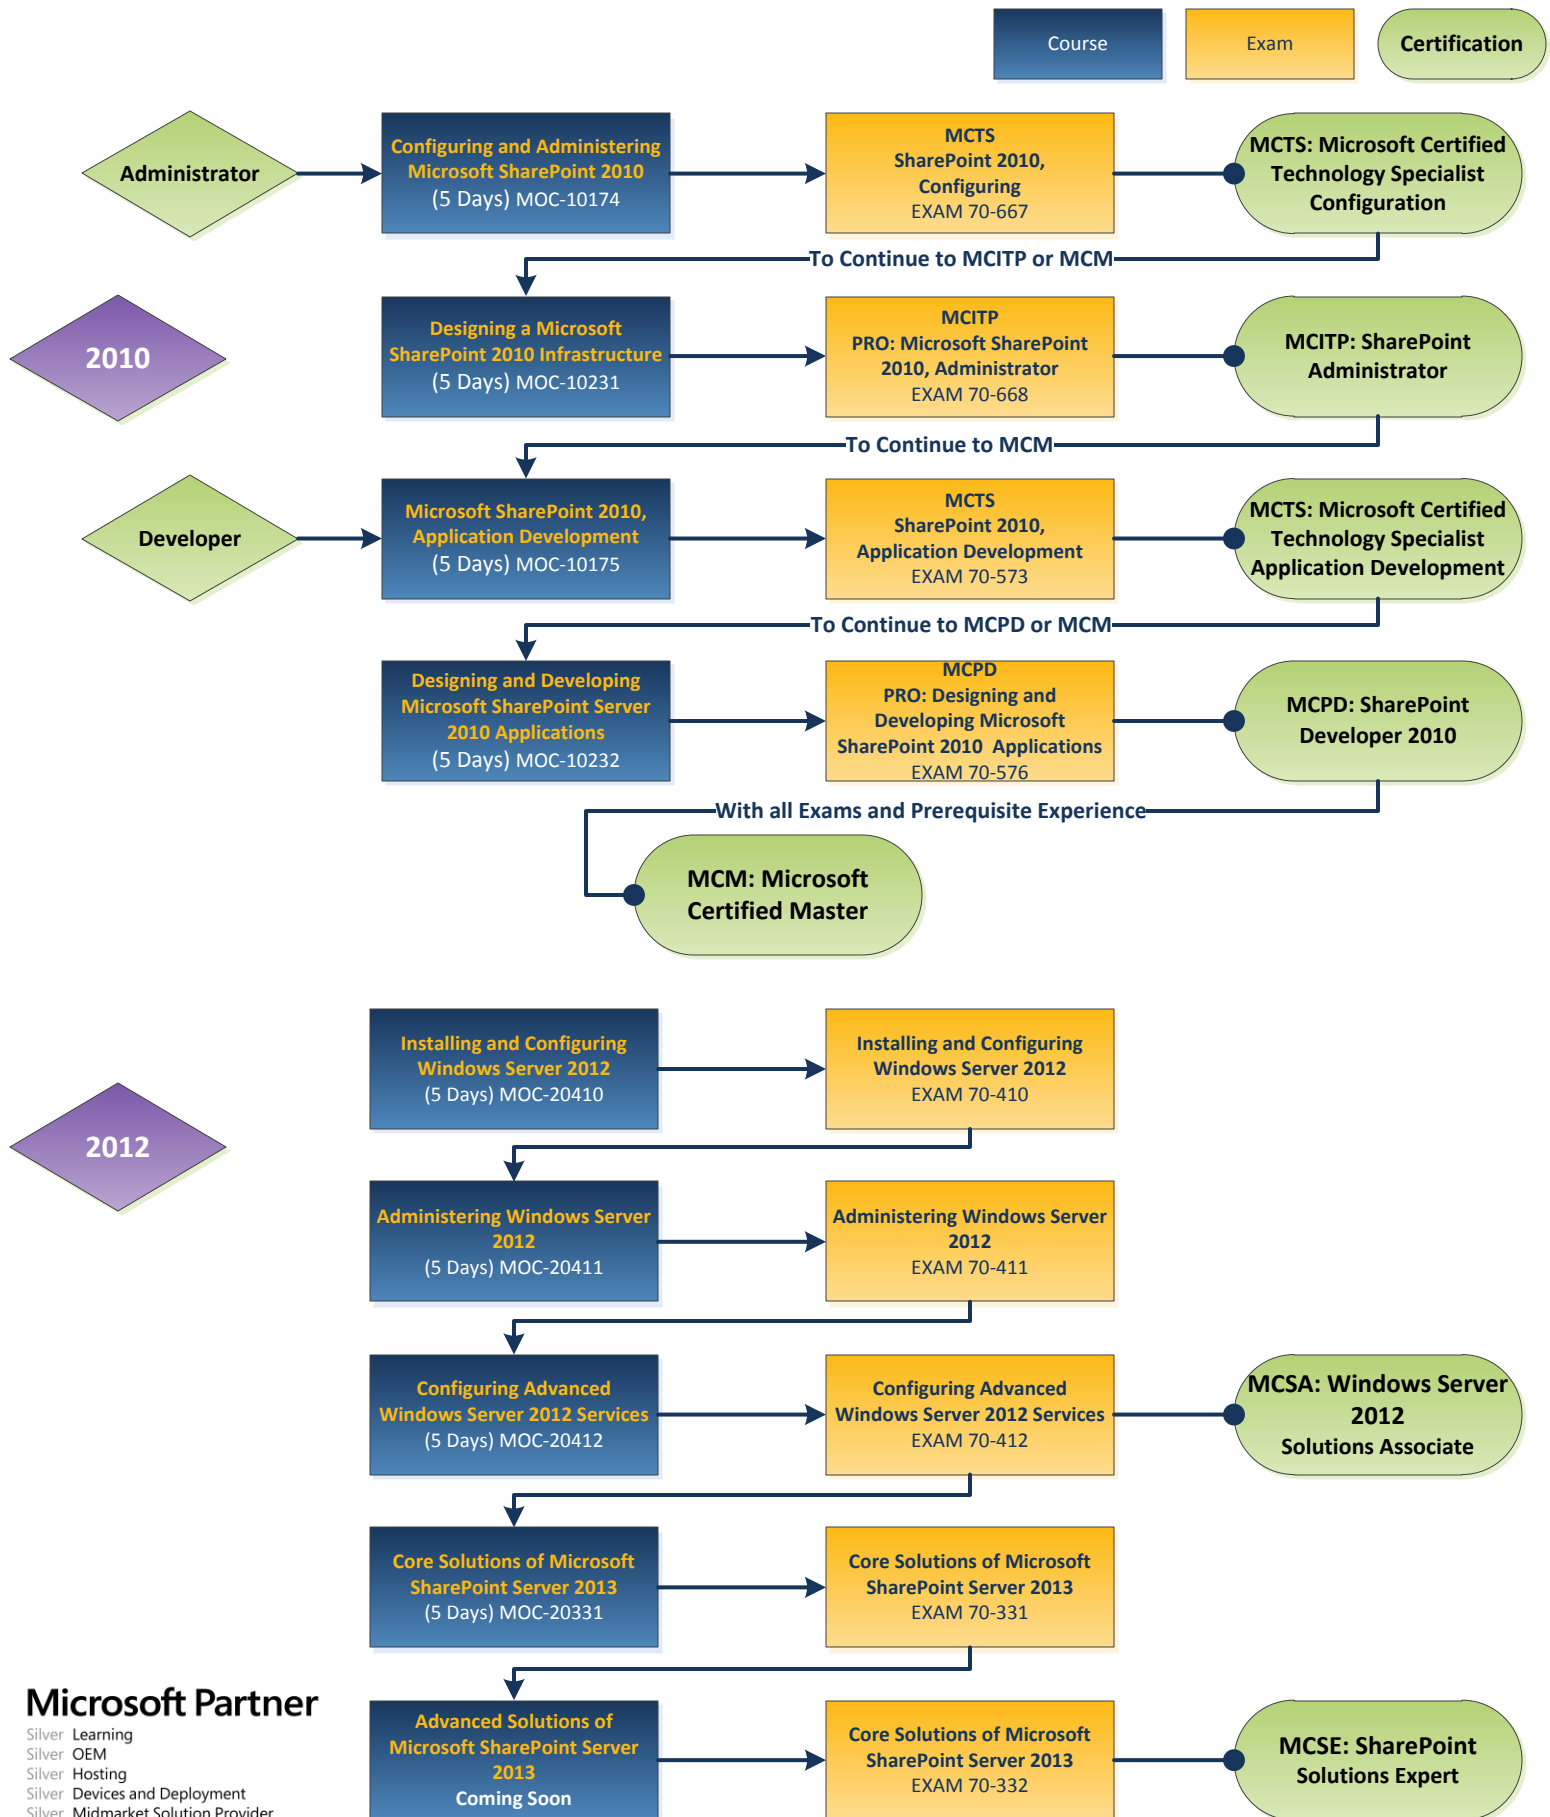 Course
Exam
Certification
Administrator
Configuring and Administering
Microsoft SharePoint 2010
(5 Days) MOC-10174
MCTS
SharePoint 2010,
Configuring
EXAM 70-667
MCTS: Microsoft Certified
Technology Specialist
Configuration
To Continue to MCITP or MCM
2010
Designing a Microsoft
SharePoint 2010 Infrastructure
(5 Days) MOC-10231
MCITP
PRO: Microsoft SharePoint
2010, Administrator
EXAM 70-668
MCITP: SharePoint
Administrator
To Continue to MCM
Developer
Microsoft SharePoint 2010,
Application Development
(5 Days) MOC-10175
MCTS
SharePoint 2010,
Application Development
EXAM 70-573
MCTS: Microsoft Certified
Technology Specialist
Application Development
To Continue to MCPD or MCM
Designing and Developing
Microsoft SharePoint Server
2010 Applications
(5 Days) MOC-10232
MCPD
PRO: Designing and
Developing Microsoft
SharePoint 2010 Applications
EXAM 70-576
MCPD: SharePoint
Developer 2010
With all Exams and Prerequisite Experience
MCM: Microsoft
Certified Master
2012
Installing and Configuring
Windows Server 2012
(5 Days) MOC-20410
Installing and Configuring
Windows Server 2012
EXAM 70-410
Administering Windows Server
2012
(5 Days) MOC-20411
Administering Windows Server
2012
EXAM 70-411
Configuring Advanced
Windows Server 2012 Services
(5 Days) MOC-20412
Configuring Advanced
Windows Server 2012 Services
EXAM 70-412
MCSA: Windows Server
2012
Solutions Associate
Core Solutions of Microsoft
SharePoint Server 2013
(5 Days) MOC-20331
Core Solutions of Microsoft
SharePoint Server 2013
EXAM 70-331
Advanced Solutions of
Microsoft SharePoint Server
2013
Coming Soon
Core Solutions of Microsoft
SharePoint Server 2013
EXAM 70-332
MCSE: SharePoint
Solutions Expert
Microsoft Partner
Silver Learning
Silver OEM
Silver Hosting
Silver Devices and Deployment
Silver Midmarket Solution Provider